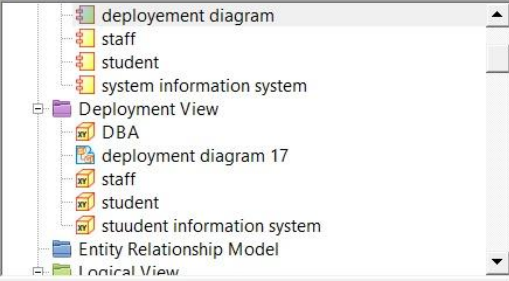 deployement diagram
staff
student
system information system
Deployment View
DBA
deployment diagram 17
staff
student
stuudent information system
Entity Relationship Model
Logical View